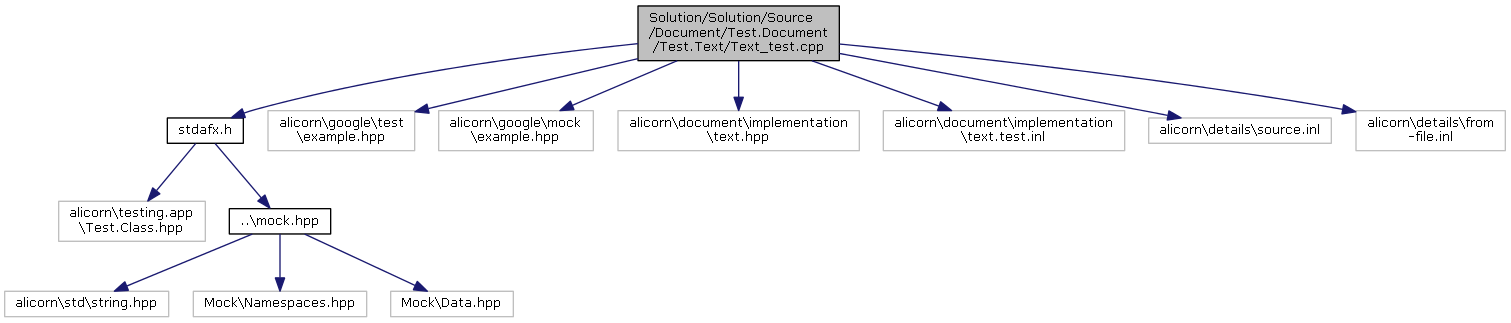 Solution/Solution/Source
/Document/Test.Document
/Test.Text/Text_test.cpp
stdafx.h
alicorn\google\test
\example.hpp
alicorn\google\mock
\example.hpp
alicorn\document\implementation
\text.hpp
alicorn\document\implementation
\text.test.inl
alicorn\details\source.inl
alicorn\details\from
-file.inl
alicorn\testing.app
\Test.Class.hpp
..\mock.hpp
alicorn\std\string.hpp
Mock\Namespaces.hpp
Mock\Data.hpp